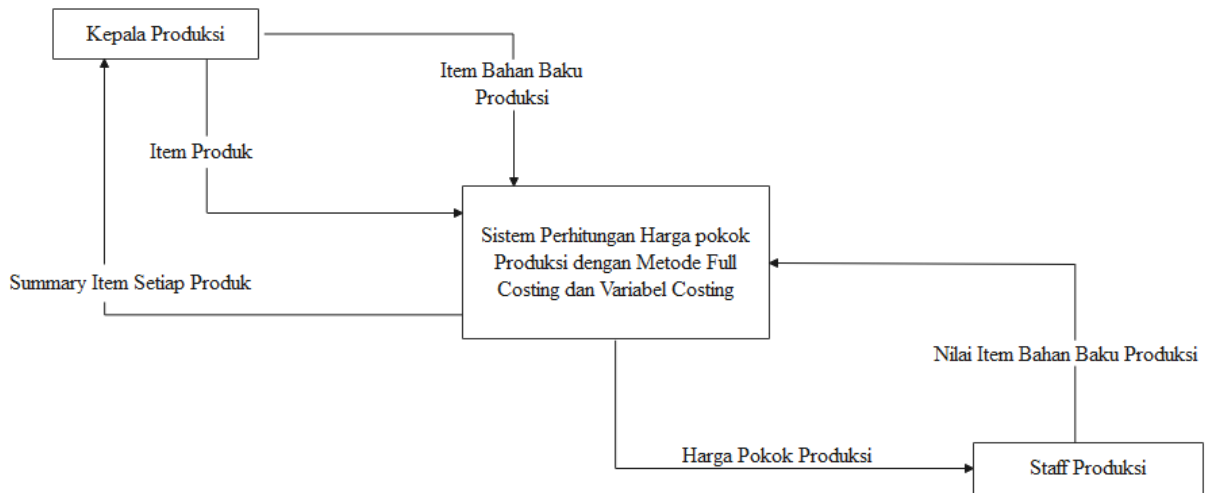 Kepala Produksi
Item Bahan Baku
Produksi
Item Produk
Sistem Perhitungan Harga pokok
Produksi dengan Metode Full
Costing dan Variabel Costing
Summary Item Setiap Produk
Nilai Item Bahan Baku Produksi
Harga Pokok Produksi
Staff Produksi